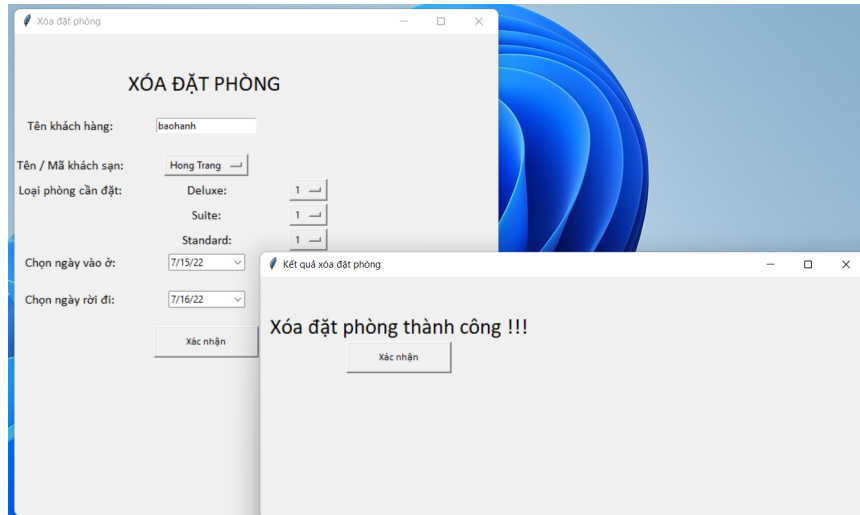 Xóa đặt phòng
XÓA ĐẶT PHÒNG
Tên khách hàng: baohanh
Tên / Mã khách sạn: Hong Trang
Loại phòng cần đặt: Deluxe: 1
Suite: 1
Standard: 1
Chọn ngày vào ở: 7/15/22
Chọn ngày rời đi: 7/16/22
Xác nhận
Kết quả xóa đặt phòng
Xóa đặt phòng thành công !!!
Xác nhận